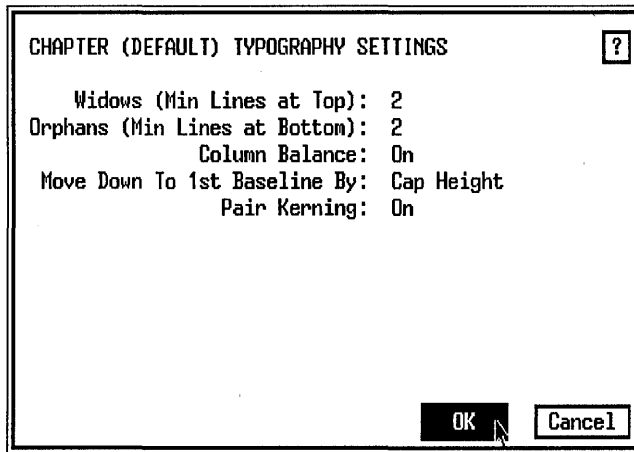 CHAPTER (DEFAULT) TYPOGRAPHY SETTINGS ?
Widows (Min Lines at Top): 2
Orphans (Min Lines at Bottom): 2
Column Balance: On
Move Down To 1st Baseline By: Cap Height
Pair Kerning: On
OK Cancel